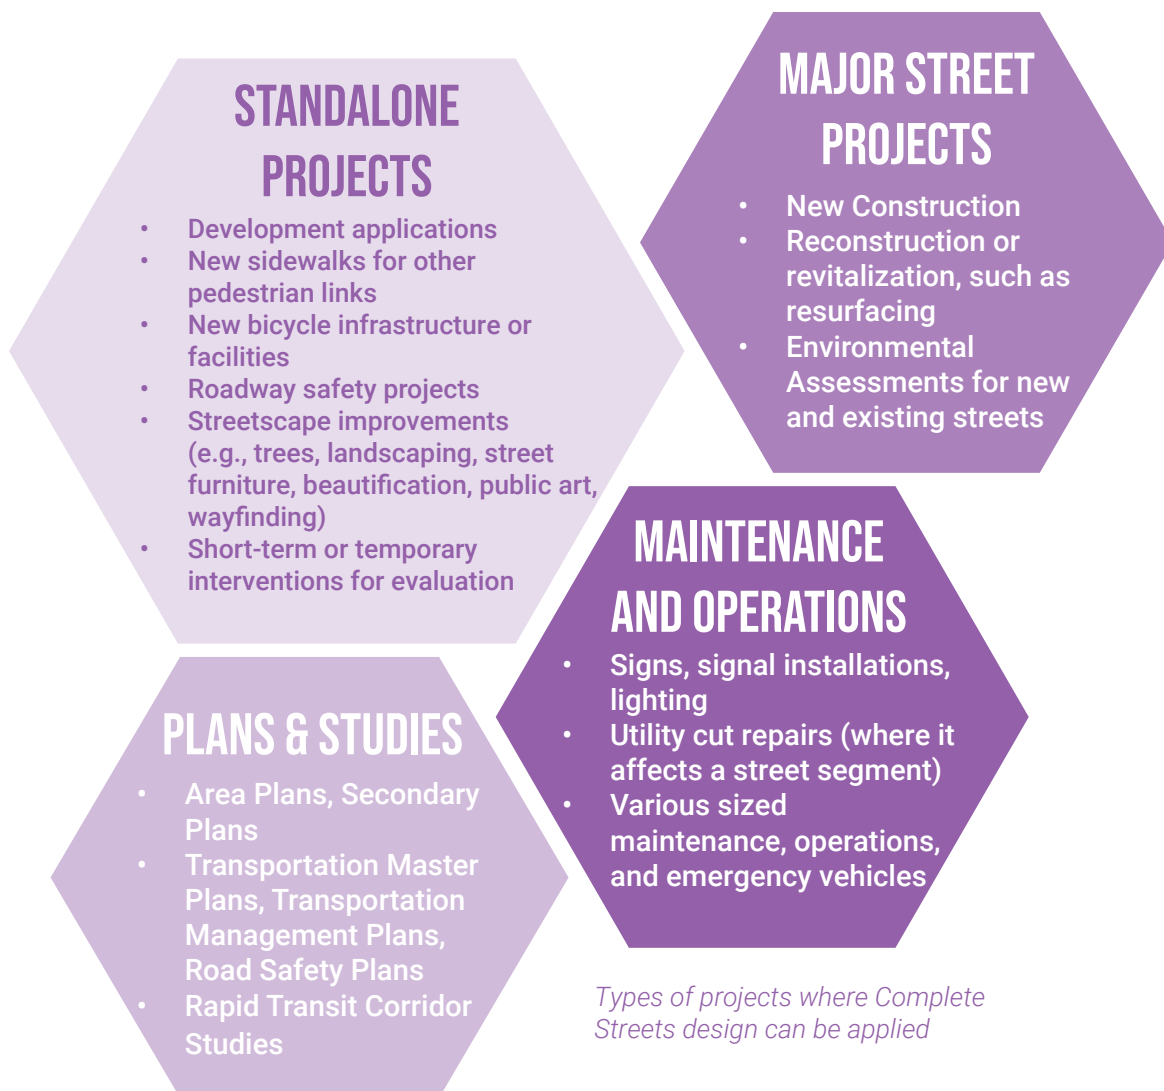 STANDALONE
PROJECTS
• Development applications
• New sidewalks for other
pedestrian links
• New bicycle infrastructure or
facilities
• Roadway safety projects
• Streetscape improvements
(e.g., trees, landscaping, street
furniture, beautification, public art,
wayfinding)
• Short-term or temporary
interventions for evaluation
MAJOR STREET
PROJECTS
• New Construction
• Reconstruction or
revitalization, such as
resurfacing
• Environmental
Assessments for new
and existing streets
MAINTENANCE
AND OPERATIONS
• Signs, signal installations,
lighting
• Utility cut repairs (where it
affects a street segment)
• Various sized
maintenance, operations,
and emergency vehicles
PLANS & STUDIES
• Area Plans, Secondary
Plans
• Transportation Master
Plans, Transportation
Management Plans,
Road Safety Plans
• Rapid Transit Corridor
Studies
Types of projects where Complete
Streets design can be applied